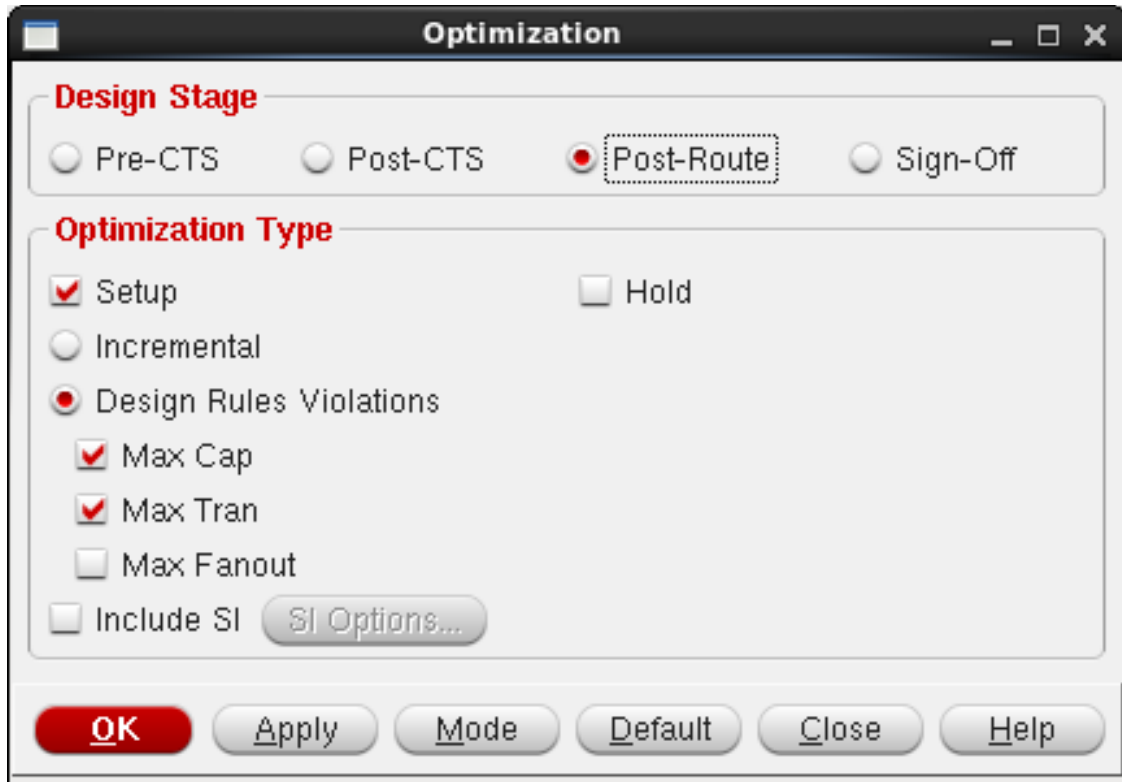 Optimization
Design Stage
Pre-CTS Post-CTS Post-Route Sign-Off
Optimization Type
Setup Hold
Incremental
Design Rules Violations
Max Cap
Max Tran
Max Fanout
Include SI SI Options...
OK Apply Mode Default Close Help